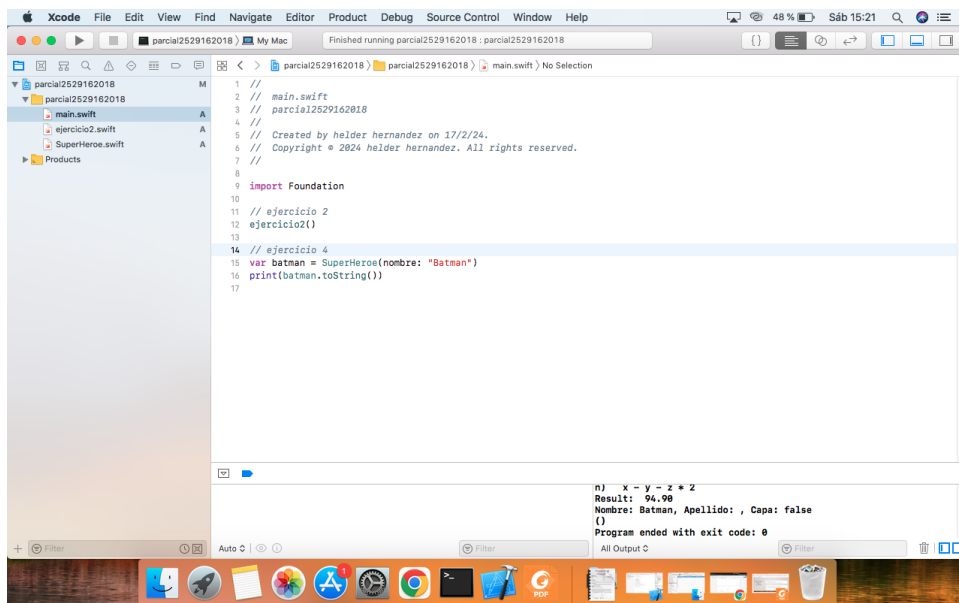 Xcode File Edit View Find Navigate Editor Product Debug Source Control Window Help 48 % Sáb 15:21
parcial2529162018 〉 My Mac Finished running parcial2529162018 : parcial2529162018 {}
parcial2529162018 〉 parcial2529162018 〉 main.swift 〉 No Selection
parcial2529162018 M
parcial2529162018
main.swift A
ejercicio2.swift A
SuperHeroe.swift A
Products
1 //
2 // main.swift
3 // parcial2529162018
4 //
5 // Created by helder hernandez on 17/2/24.
6 // Copyright © 2024 helder hernandez. All rights reserved.
7 //
8
9 import Foundation
10
11 // ejercicio 2
12 ejercicio2()
13
14 // ejercicio 4
15 var batman = SuperHeroe(nombre: "Batman")
16 print(batman.toString())
17
n) x - y - z * 2
Result: 94.90
Nombre: Batman, Apellido: , Capa: false
()
Program ended with exit code: 0
+ Filter Auto Filter All Output Filter
1
PDF